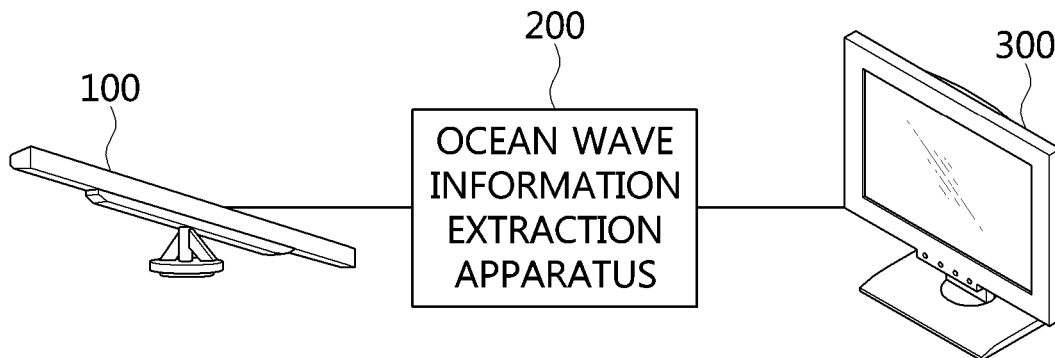 200
300
100
OCEAN WAVE
INFORMATION
EXTRACTION
APPARATUS